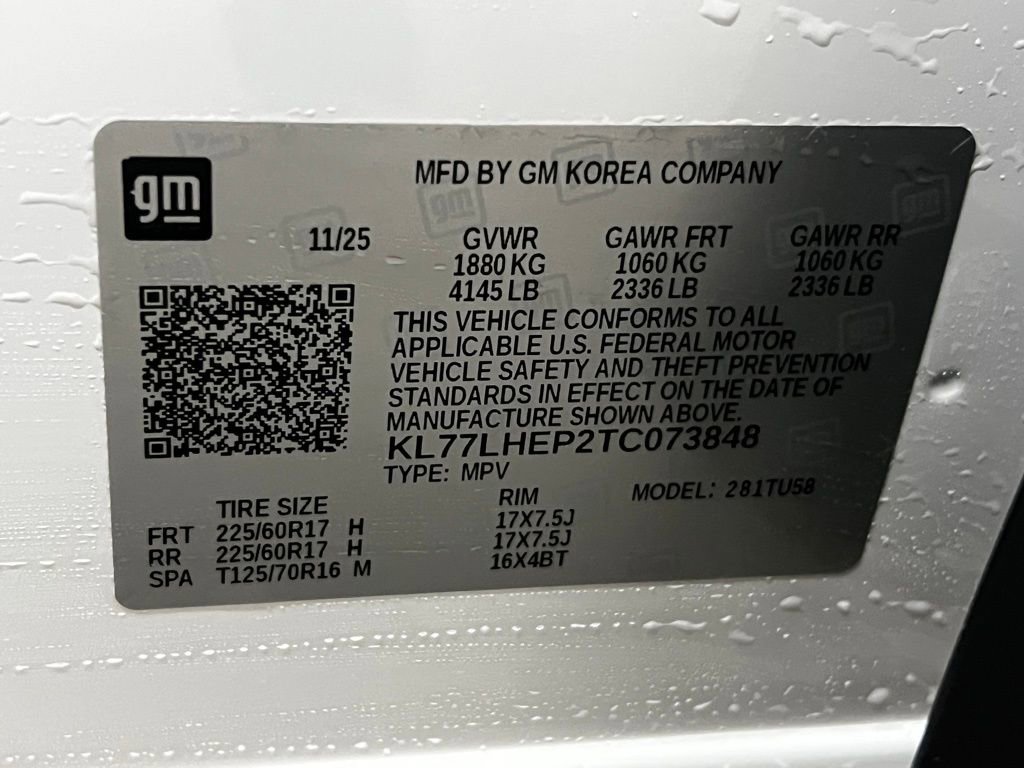 gm
MFD BY GM KOREA COMPANY
11/25 GVWR GAWR FRT GAWR RR
1880 KG 1060 KG 1060 KG
4145 LB 2336 LB 2336 LB
THIS VEHICLE CONFORMS TO ALL
APPLICABLE U.S. FEDERAL MOTOR
VEHICLE SAFETY AND THEFT PREVENTION
STANDARDS IN EFFECT ON THE DATE OF
MANUFACTURE SHOWN ABOVE.
KL77LHEP2TC073848
TYPE: MPV MODEL: 281TU58
TIRE SIZE RIM
FRT 225/60R17 H 17X7.5J
RR 225/60R17 H 17X7.5J
SPA T125/70R16 M 16X4BT